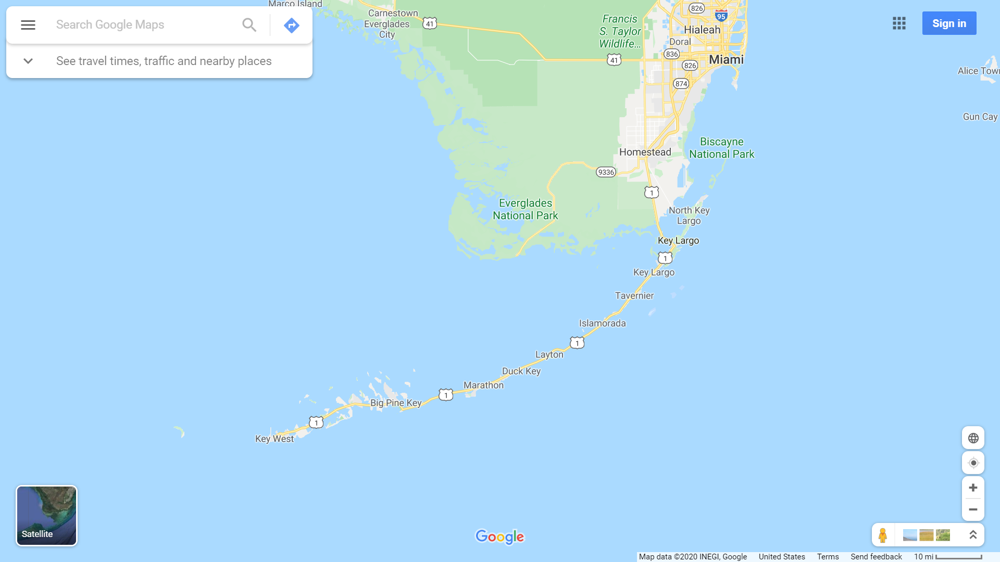 Marco Island
Search Google Maps
See travel times, traffic and nearby places
Carnestown
Everglades
City
41
Francis
S. Taylor
Wildlife...
826
95
Hialeah
Doral
836
Miami
41
826
874
Sign in
Alice Tow
Gun Cay
Biscayne
National Park
Homestead
9336
1
Everglades
National Park
North Key
Largo
Key Largo
1
Key Largo
Tavernier
Islamorada
1
Layton
Duck Key
Marathon
1
Big Pine Key
1
Key West
Satellite
Google
Map data ©2020 INEGI, Google United States Terms Send feedback 10 mi